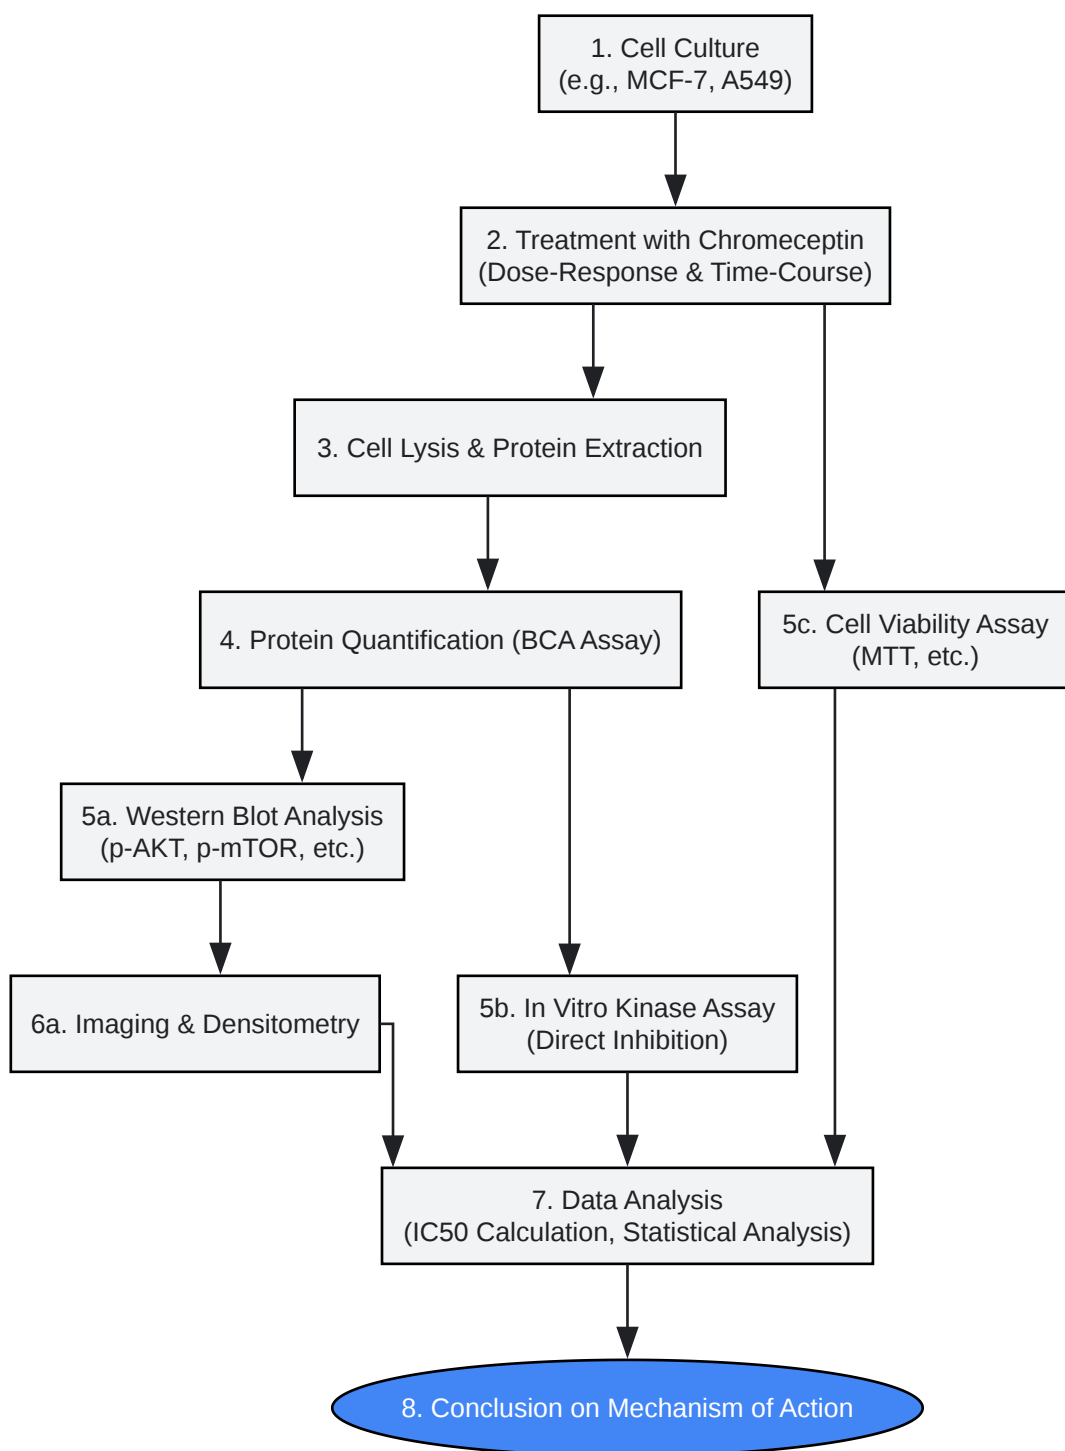 1. Cell Culture
(e.g., MCF-7, A549)
2. Treatment with Chromeceptin
(Dose-Response & Time-Course)
3. Cell Lysis & Protein Extraction
4. Protein Quantification (BCA Assay)
5c. Cell Viability Assay
(MTT, etc.)
5a. Western Blot Analysis
(p-AKT, p-mTOR, etc.)
6a. Imaging & Densitometry
5b. In Vitro Kinase Assay
(Direct Inhibition)
7. Data Analysis
(IC50 Calculation, Statistical Analysis)
8. Conclusion on Mechanism of Action